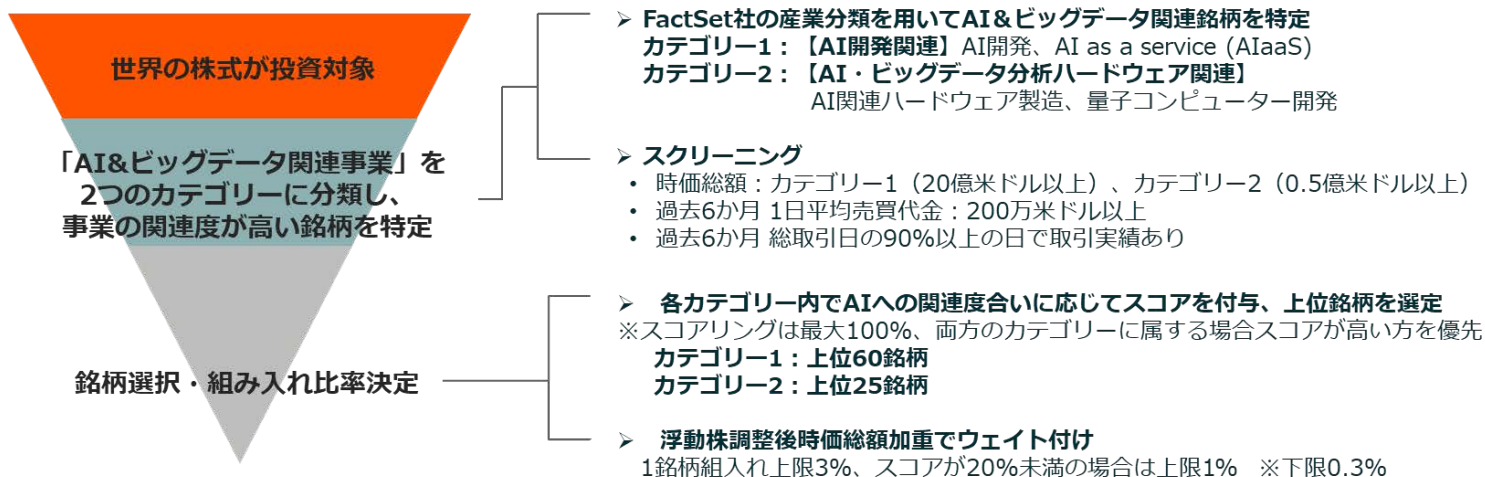 世界の株式が投資対象
「AI&ビッグデータ関連事業」を
2つのカテゴリーに分類し、
事業の関連度が高い銘柄を特定
銘柄選択・組み入れ比率決定
➢ FactSet社の産業分類を用いてAI＆ビッグデータ関連銘柄を特定
カテゴリー1：【AI開発関連】AI開発、AI as a service (AIaaS)
カテゴリー2：【AI・ビッグデータ分析ハードウェア関連】
AI関連ハードウェア製造、量子コンピューター開発
➢ スクリーニング
• 時価総額：カテゴリー1（20億米ドル以上）、カテゴリー2（0.5億米ドル以上）
• 過去6か月 1日平均売買代金：200万米ドル以上
• 過去6か月 総取引日の90%以上の日で取引実績あり
➢ 各カテゴリー内でAIへの関連度合いに応じてスコアを付与、上位銘柄を選定
※スコアリングは最大100%、両方のカテゴリーに属する場合スコアが高い方を優先
カテゴリー1：上位60銘柄
カテゴリー2：上位25銘柄
➢ 浮動株調整後時価総額加重でウェイト付け
1銘柄組入れ上限3%、スコアが20%未満の場合は上限1% ※下限0.3%